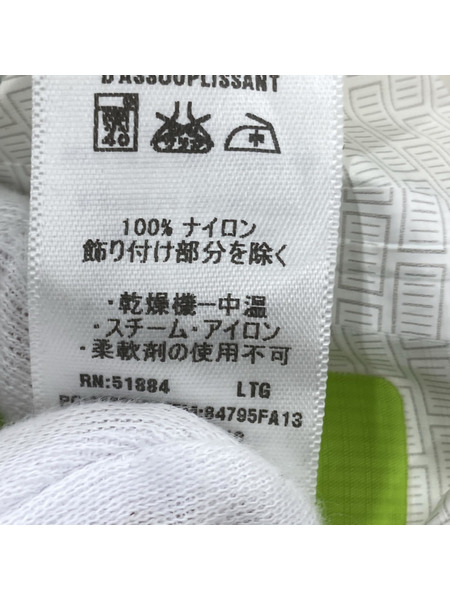 D'ASSOUPLISSANT
40
100% ナイロン
飾り付け部分を除く
・乾燥機一中温
・スチーム・アイロン
・柔軟剤の使用不可
RN:51884 LTG
84795FA13